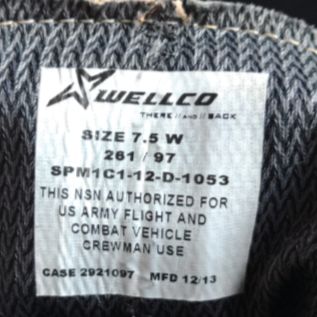 WELLCO
THERE // AND // BACK
SIZE 7.5 W
261 / 97
SPM1C1-12-D-1053
THIS NSN AUTHORIZED FOR
US ARMY FLIGHT AND
COMBAT VEHICLE
CREWMAN USE
CASE 2921097 MFD 12/13